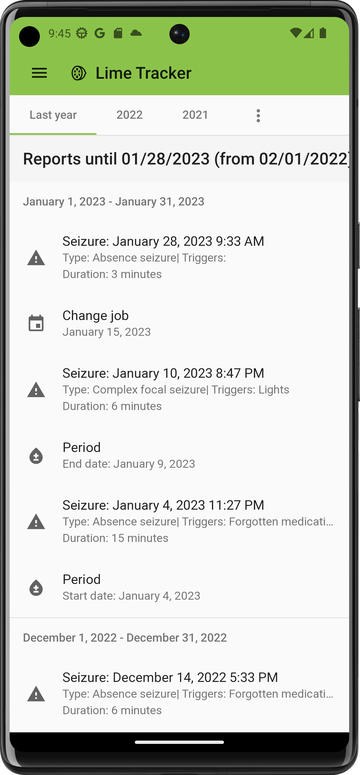 9:45
Lime Tracker
Last year 2022 2021
Reports until 01/28/2023 (from 02/01/2022)
January 1, 2023 - January 31, 2023
Seizure: January 28, 2023 9:33 AM
Type: Absence seizure| Triggers:
Duration: 3 minutes
Change job
January 15, 2023
Seizure: January 10, 2023 8:47 PM
Type: Complex focal seizure| Triggers: Lights
Duration: 6 minutes
Period
End date: January 9, 2023
Seizure: January 4, 2023 11:27 PM
Type: Absence seizure| Triggers: Forgotten medicati...
Duration: 15 minutes
Period
Start date: January 4, 2023
December 1, 2022 - December 31, 2022
Seizure: December 14, 2022 5:33 PM
Type: Absence seizure| Triggers: Forgotten medicati...
Duration: 6 minutes